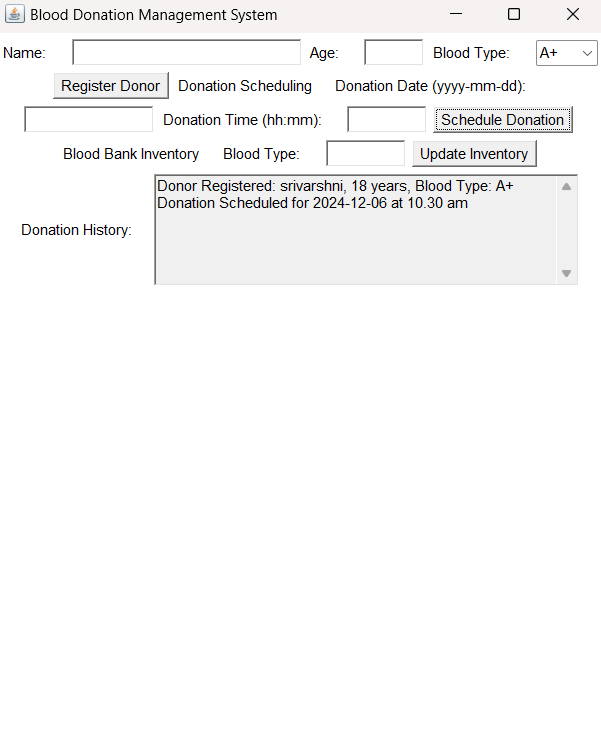 Blood Donation Management System
Name: Age: Blood Type: A+
Register Donor Donation Scheduling Donation Date (yyyy-mm-dd):
Donation Time (hh:mm): Schedule Donation
Blood Bank Inventory Blood Type: Update Inventory
Donor Registered: srivarshni, 18 years, Blood Type: A+
Donation Scheduled for 2024-12-06 at 10.30 am
Donation History: